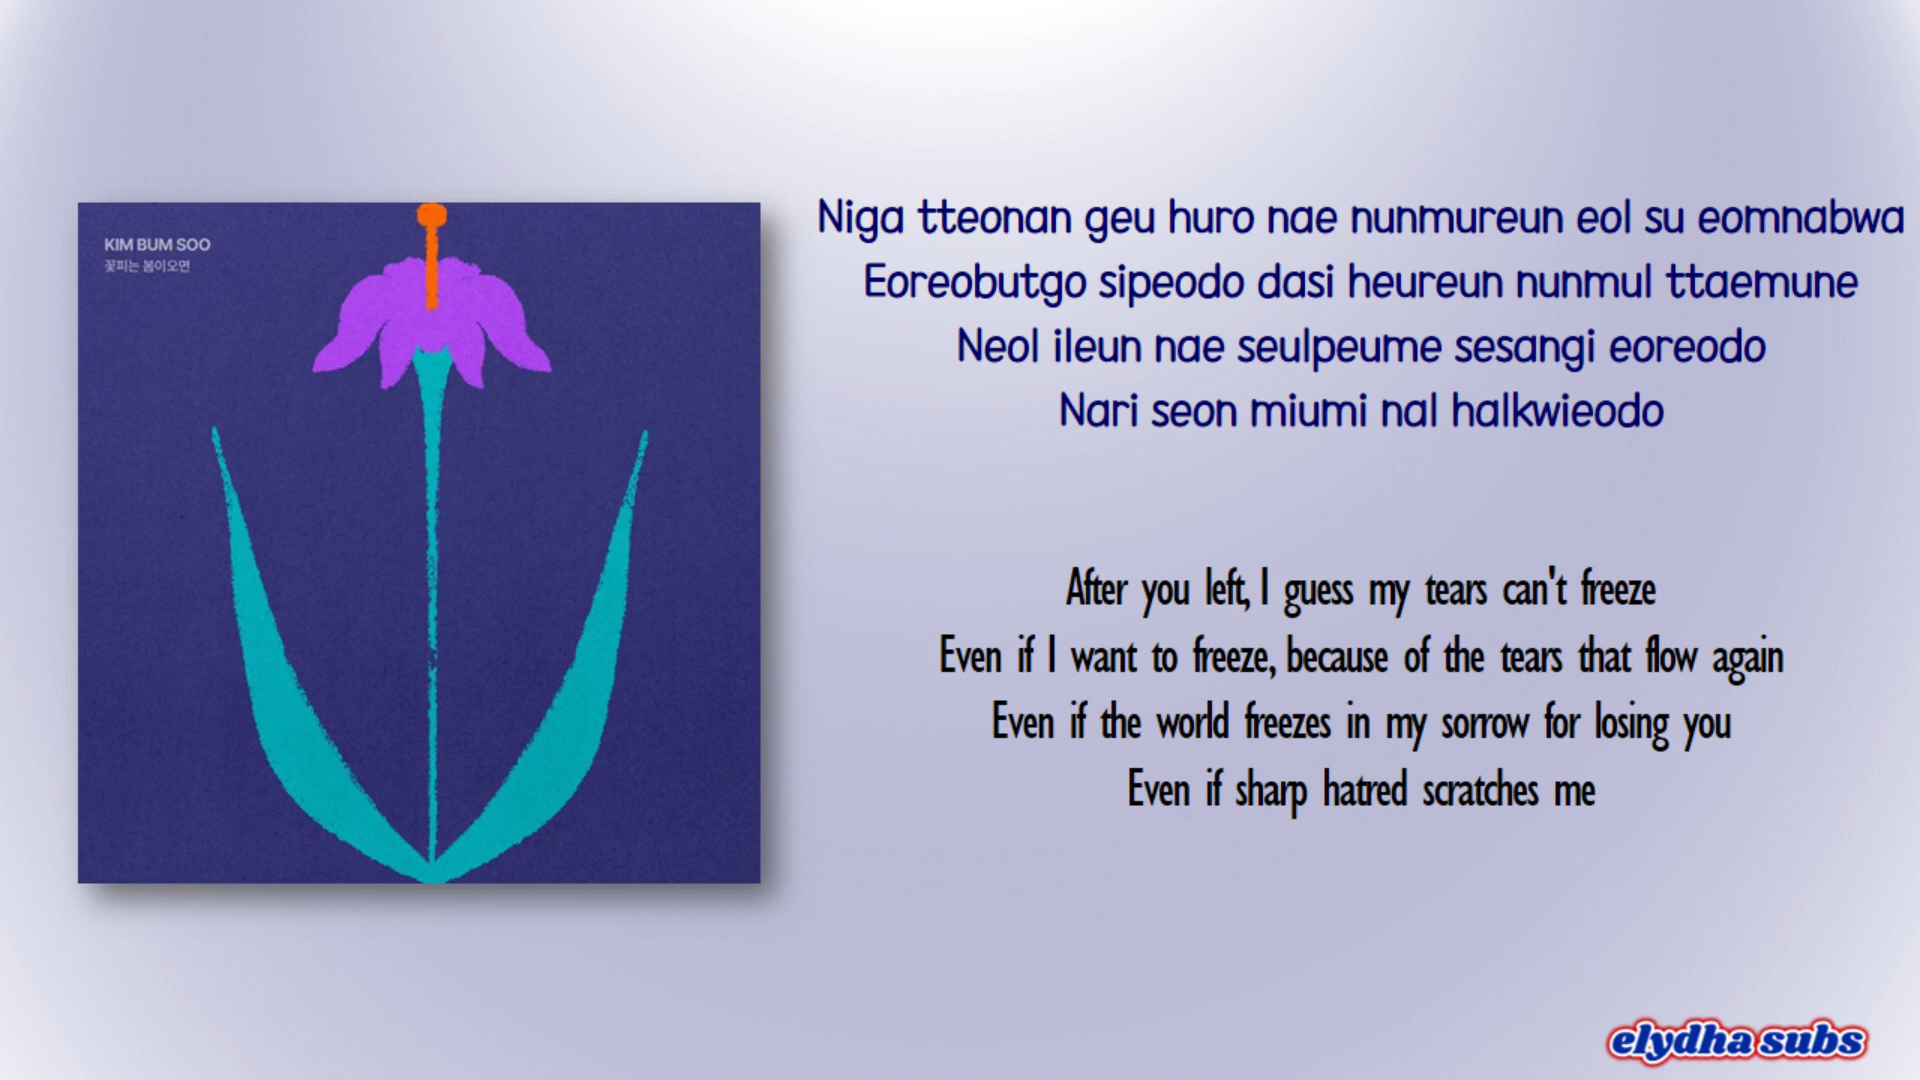 KIM BUM SOO
꽃피는 봄이오면
Niga tteonan geu huro nae nunmureun eol su eomnabwa
Eoreobutgo sipeodo dasi heureun nunmul ttaemune
Neol ileun nae seulpeume sesangi eoreodo
Nari seon miumi nal halkwieodo
After you left, I guess my tears can't freeze
Even if I want to freeze, because of the tears that flow again
Even if the world freezes in my sorrow for losing you
Even if sharp hatred scratches me
elydha subs